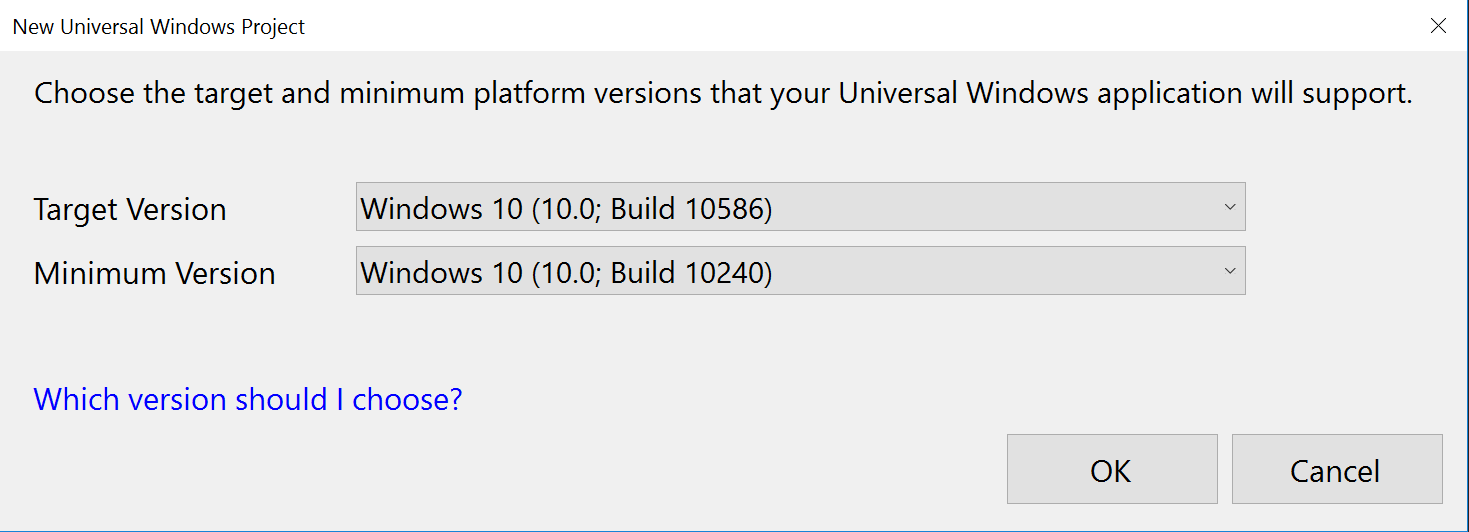 New Universal Windows Project
Choose the target and minimum platform versions that your Universal Windows application will support.
Target Version
Windows 10 (10.0; Build 10586)
Minimum Version
Windows 10 (10.0; Build 10240)
Which version should I choose?
OK
Cancel